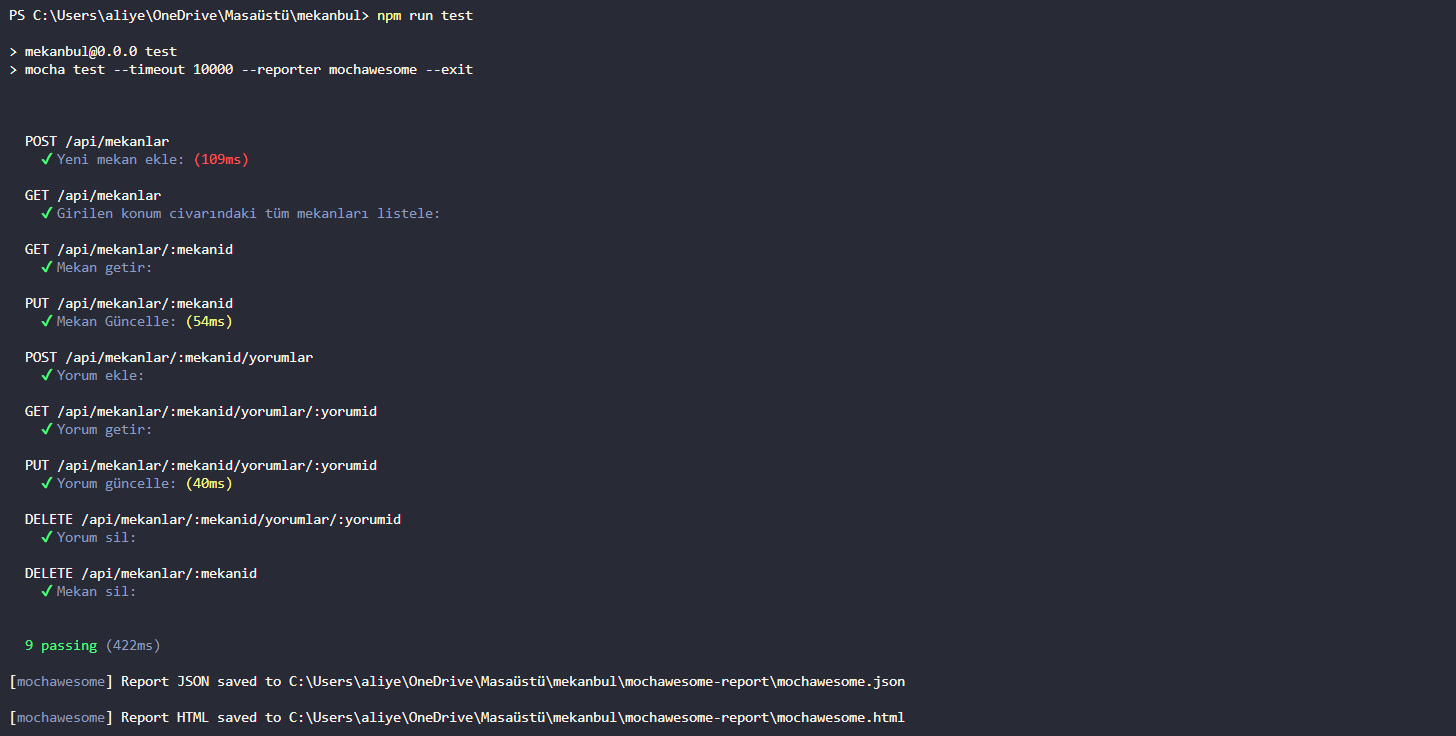 PS C:\Users\aliye\OneDrive\Masaüstü\mekanbul> npm run test
> mekanbul@0.0.0 test
> mocha test --timeout 10000 --reporter mochawesome --exit
POST /api/mekanlar
✓ Yeni mekan ekle: (109ms)
GET /api/mekanlar
✓ Girilen konum civarındaki tüm mekanları listele:
GET /api/mekanlar/:mekanid
✓ Mekan getir:
PUT /api/mekanlar/:mekanid
✓ Mekan Güncelle: (54ms)
POST /api/mekanlar/:mekanid/yorumlar
✓ Yorum ekle:
GET /api/mekanlar/:mekanid/yorumlar/:yorumid
✓ Yorum getir:
PUT /api/mekanlar/:mekanid/yorumlar/:yorumid
✓ Yorum güncelle: (40ms)
DELETE /api/mekanlar/:mekanid/yorumlar/:yorumid
✓ Yorum sil:
DELETE /api/mekanlar/:mekanid
✓ Mekan sil:
9 passing (422ms)
[mochawesome] Report JSON saved to C:\Users\aliye\OneDrive\Masaüstü\mekanbul\mochawesome-report\mochawesome.json
[mochawesome] Report HTML saved to C:\Users\aliye\OneDrive\Masaüstü\mekanbul\mochawesome-report\mochawesome.html